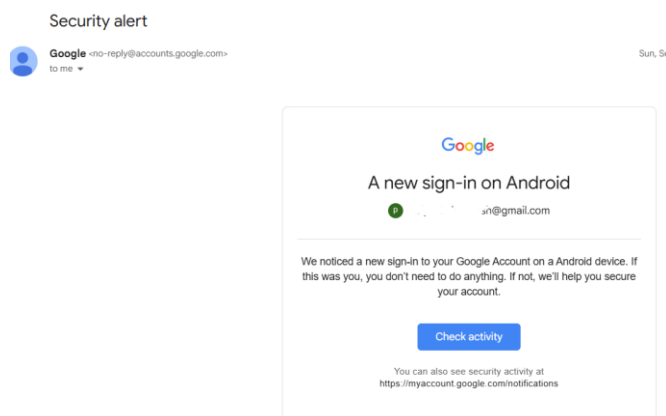 Security alert
Google <no-reply@accounts.google.com>
Sun,
to me
Google
A new sign-in on Android
P
@gmail.com
We noticed a new sign-in to your Google Account on a Android device. If
this was you, you don't need to do anything. If not, we'll help you secure
your account.
Check activity
You can also see security activity at
https://myaccount.google.com/notifications